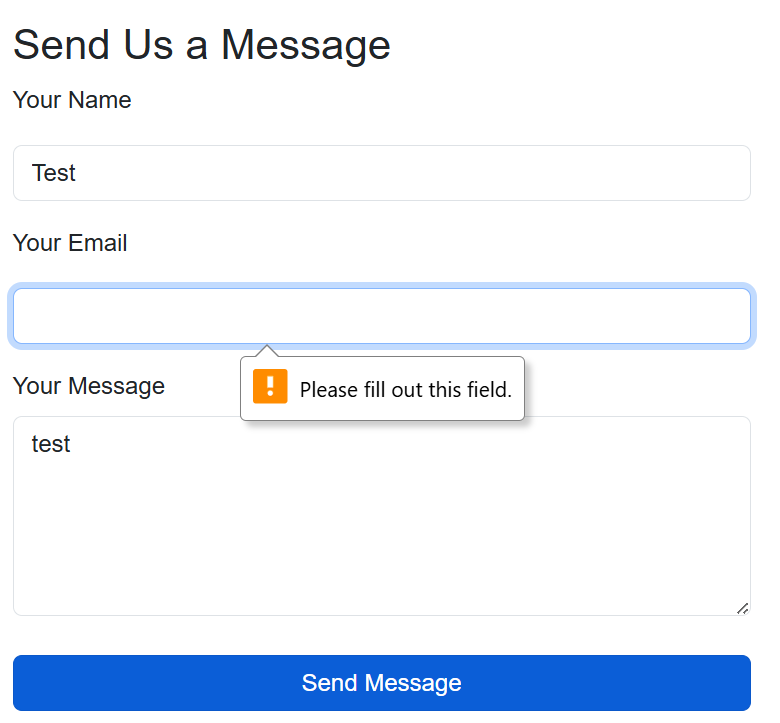 Send Us a Message
Your Name
Test
Your Email
Please fill out this field.
Your Message
test
Send Message